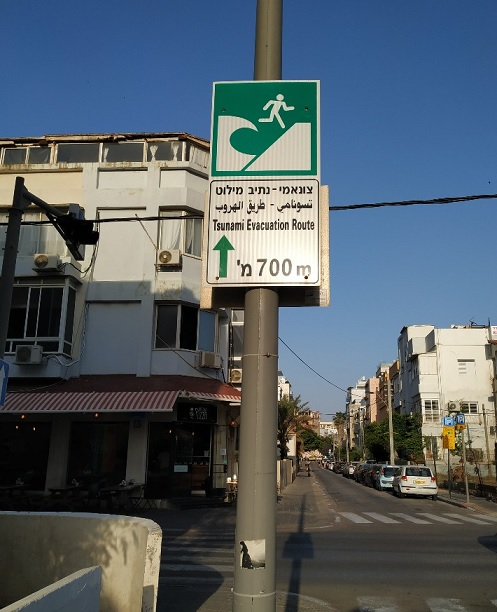 צונאמי - נתיב מילוט
تسونامي - طريق الهروب
Tsunami Evacuation Route
700 m מ'